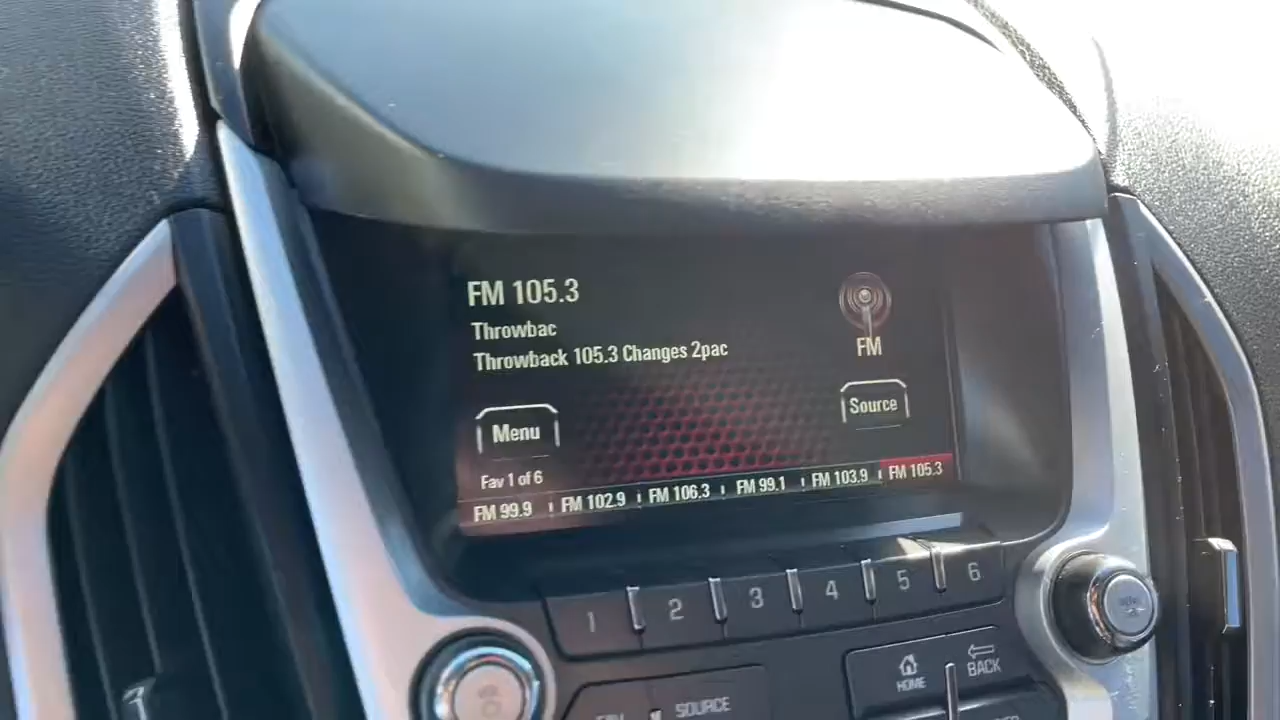 FM 105.3
Throwbac
Throwback 105.3 Changes 2pac
FM
Menu
Source
Fav 1 of 6
FM 99.9 FM 102.9 FM 106.3 FM 99.1 FM 103.9 FM 105.3
1 2 3 4 5 6
HOME BACK
SOURCE